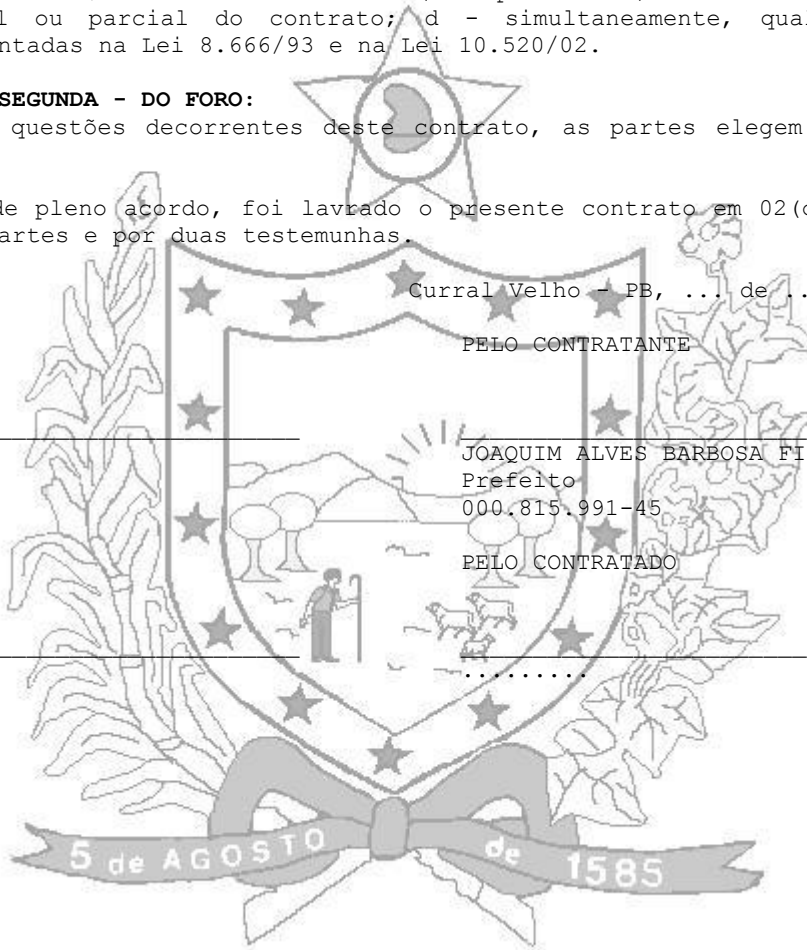 l ou parcial do contrato; d - simultaneamente, qual
ntadas na Lei 8.666/93 e na Lei 10.520/02.
SEGUNDA - DO FORO:
questões decorrentes deste contrato, as partes elegem
de pleno acordo, foi lavrado o presente contrato em 02(d
artes e por duas testemunhas.
Curral Velho - PB, ... de ..
PELO CONTRATANTE
JOAQUIM ALVES BARBOSA FI
Prefeito
000.815.991-45
PELO CONTRATADO
.........
5 de AGOSTO de 1585